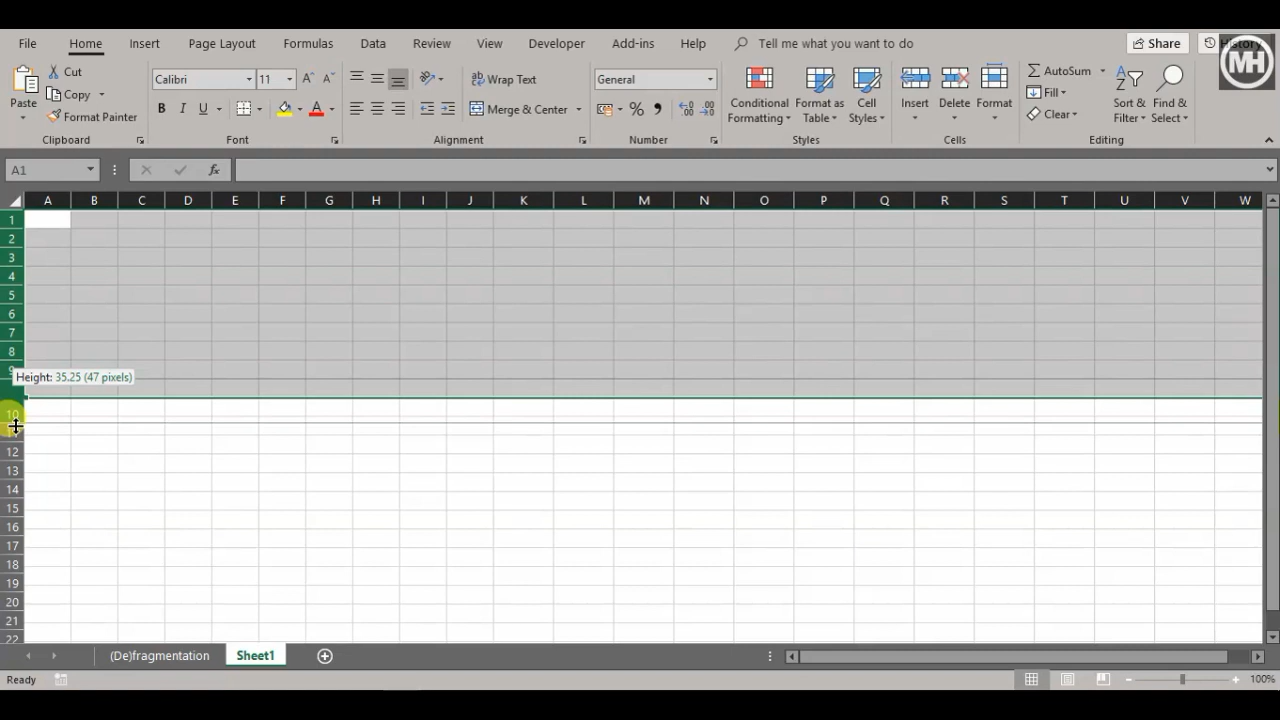 File Home Insert Page Layout Formulas Data Review View Developer Add-ins Help Tell me what you want to do Share History
MH
Cut
Copy
Format Painter
Paste
Clipboard
Calibri 11
B I U
Font
Wrap Text
Merge & Center
Alignment
General
%
Number
Conditional Formatting
Format as Table
Cell Styles
Styles
Insert
Delete
Format
Cells
AutoSum
Fill
Clear
Sort & Filter
Find & Select
Editing
A1 fx
A B C D E F G H I J K L M N O P Q R S T U V W
1
2
3
4
5
6
7
8
9
Height: 35.25 (47 pixels)
10
12
13
14
15
16
17
18
19
20
21
22
(De)fragmentation Sheet1
Ready 100%